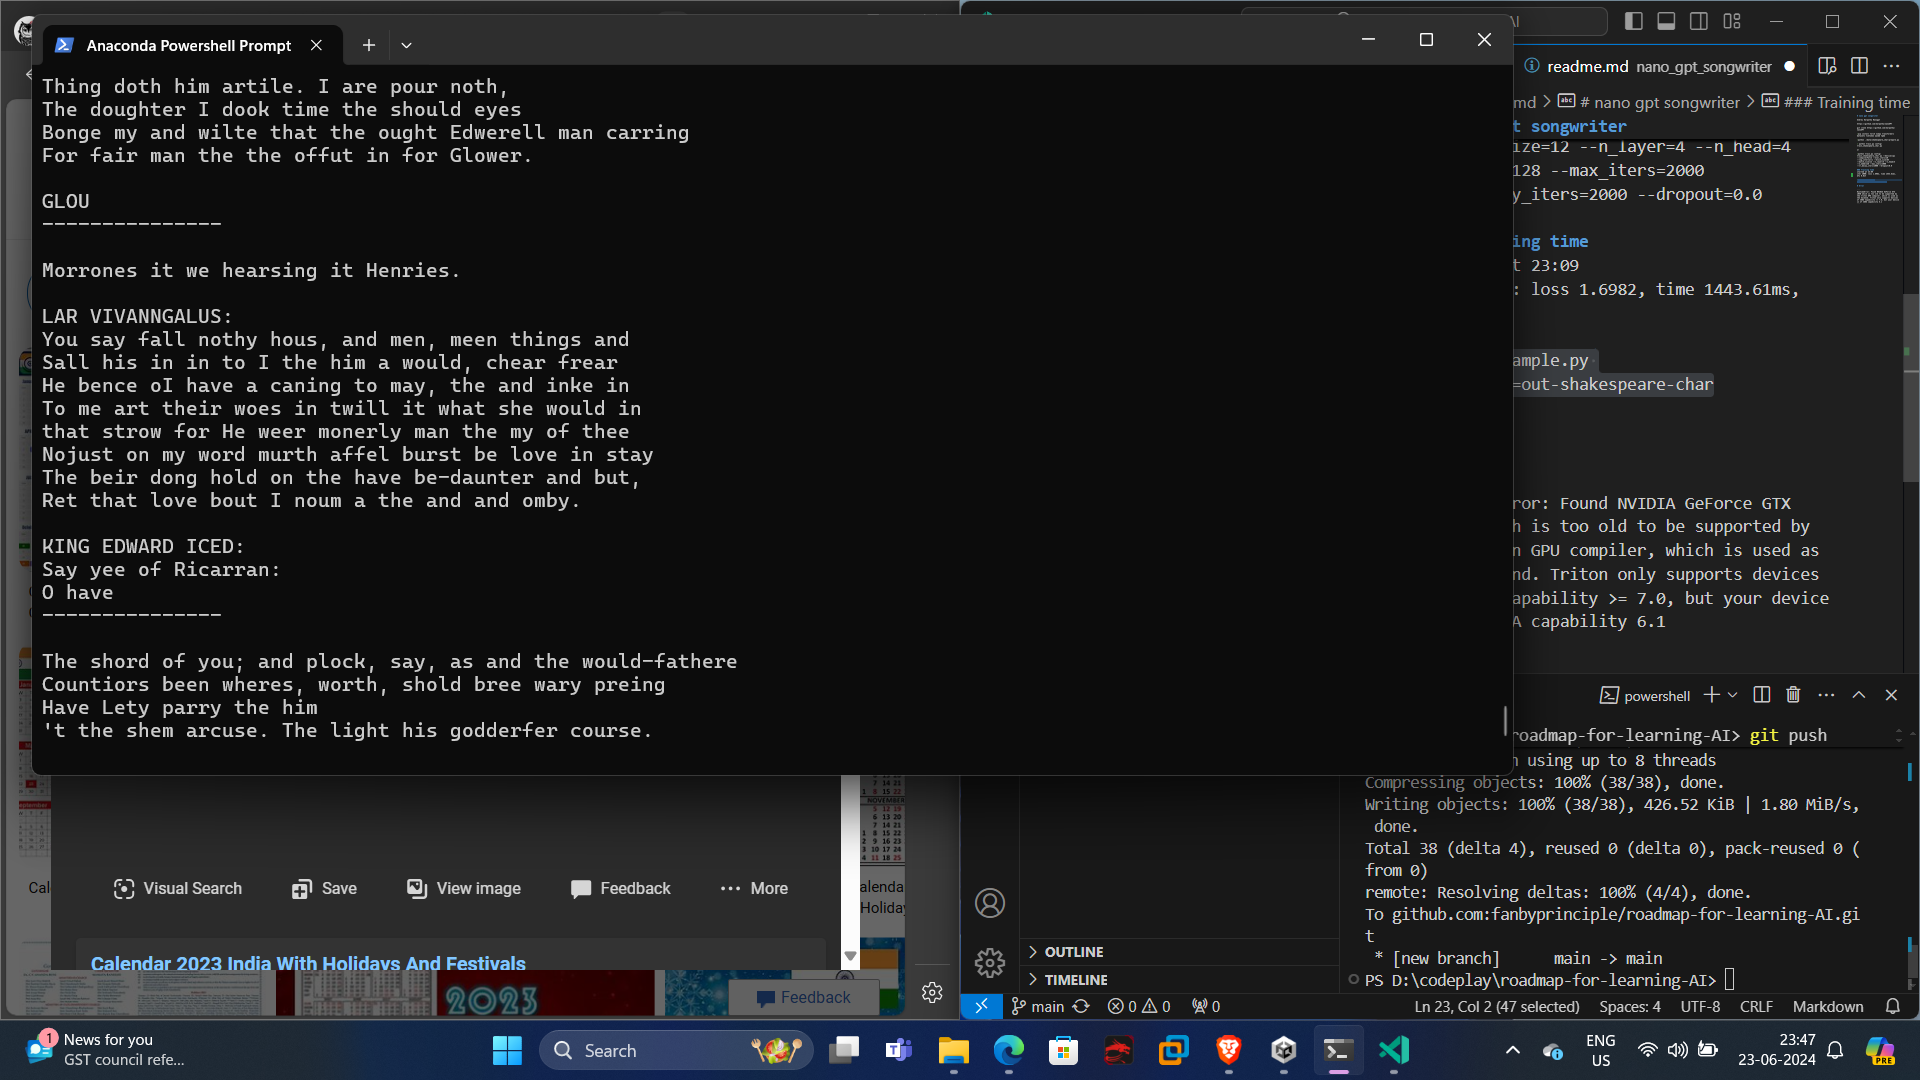 Anaconda Powershell Prompt
Thing doth him artile. I are pour noth,
The doughter I dook time the should eyes
Bonge my and wilte that the ought Edwerell man carring
For fair man the the offut in for Glower.
GLOU
---------------
Morrones it we hearsing it Henries.
LAR VIVANNGALUS:
You say fall nothy hous, and men, meen things and
Sall his in in to I the him a would, chear frear
He bence oI have a caning to may, the and inke in
To me art their woes in twill it what she would in
that strow for He weer monerly man the my of thee
Nojust on my word murth affel burst be love in stay
The beir dong hold on the have be-daunter and but,
Ret that love bout I noum a the and and omby.
KING EDWARD ICED:
Say yee of Ricarran:
O have
---------------
The shord of you; and plock, say, as and the would-fathere
Countiors been wheres, worth, shold bree wary preing
Have Lety parry the him
't the shem arcuse. The light his godderfer course.
AI
readme.md nano_gpt_songwriter
md > # nano gpt songwriter > ### Training time
t songwriter
ize=12 --n_layer=4 --n_head=4
128 --max_iters=2000
y_iters=2000 --dropout=0.0
ing time
t 23:09
: loss 1.6982, time 1443.61ms,
ample.py
=out-shakespeare-char
ror: Found NVIDIA GeForce GTX
h is too old to be supported by
n GPU compiler, which is used as
nd. Triton only supports devices
apability >= 7.0, but your device
A capability 6.1
powershell
roadmap-for-learning-AI> git push
n using up to 8 threads
Compressing objects: 100% (38/38), done.
Writing objects: 100% (38/38), 426.52 KiB | 1.80 MiB/s,
done.
Total 38 (delta 4), reused 0 (delta 0), pack-reused 0 (
from 0)
remote: Resolving deltas: 100% (4/4), done.
To github.com:fanbyprinciple/roadmap-for-learning-AI.gi
t
* [new branch] main -> main
PS D:\codeplay\roadmap-for-learning-AI>
OUTLINE
TIMELINE
main 0 0 0
Ln 23, Col 2 (47 selected) Spaces: 4 UTF-8 CRLF Markdown
Visual Search Save View image Feedback More
Cal
alenda
Holiday
NOVEMBER
Calendar 2023 India With Holidays And Festivals
2023
Feedback
1
News for you
GST council refe...
Search
ENG
US
23:47
23-06-2024
PRE